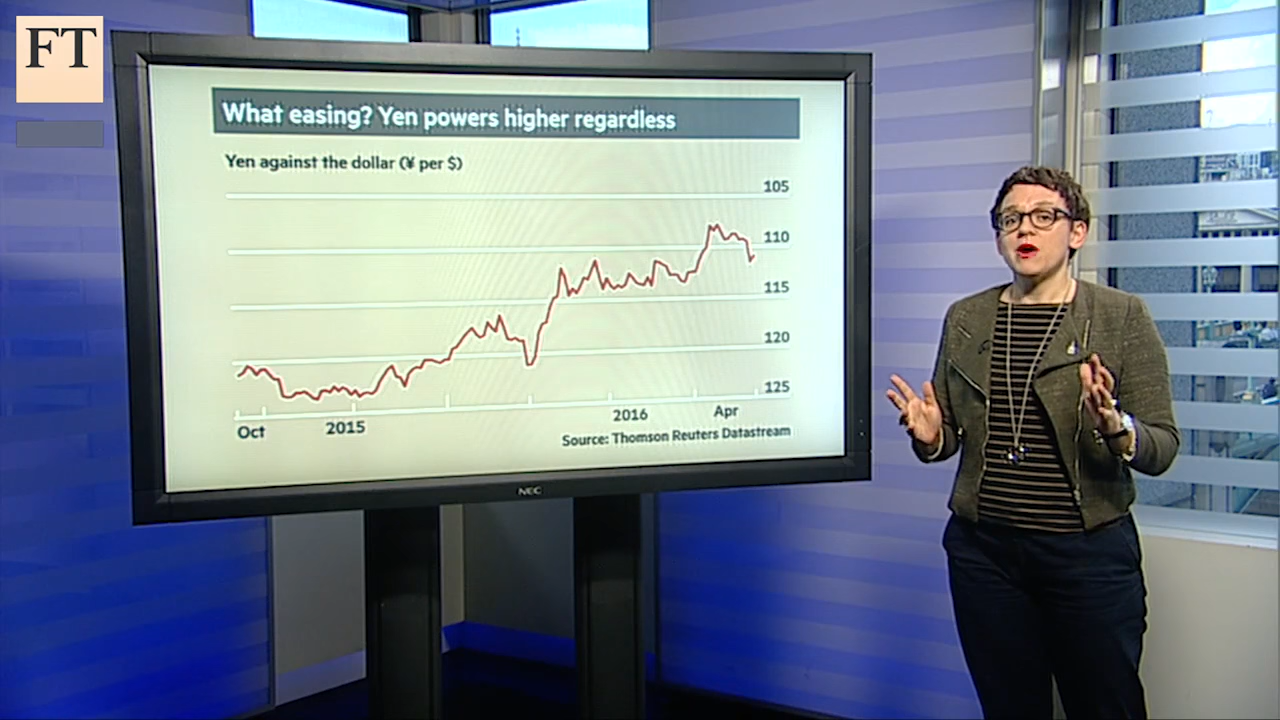 FT
What easing? Yen powers higher regardless
Yen against the dollar (¥ per $)
105
110
115
120
125
Oct
2015
2016
Apr
Source: Thomson Reuters Datastream
NEC